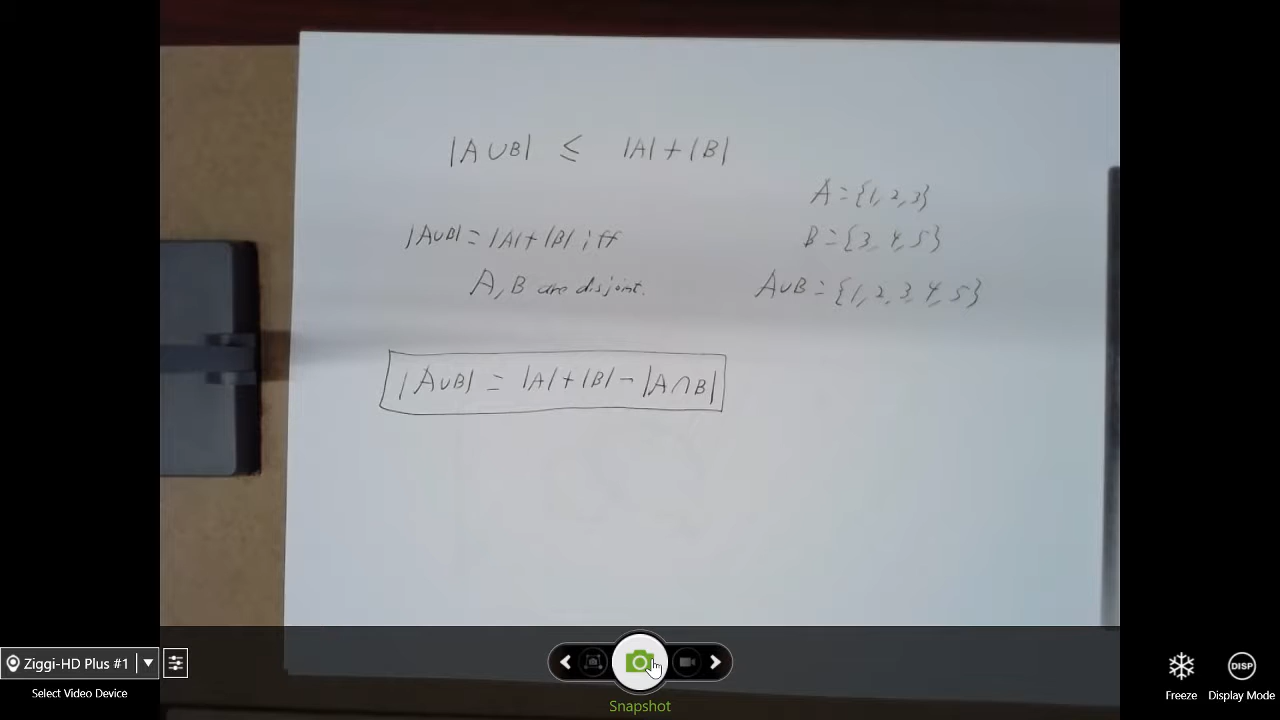 |A∪B| ≤ |A|+|B|
A={1,2,3}
|A∪B|=|A|+|B| iff
B={3,4,5}
A,B are disjoint.
A∪B={1,2,3,4,5}
|A∪B| = |A|+|B|-|A∩B|
Ziggi-HD Plus #1
Select Video Device
Snapshot
Freeze
DISP
Display Mode